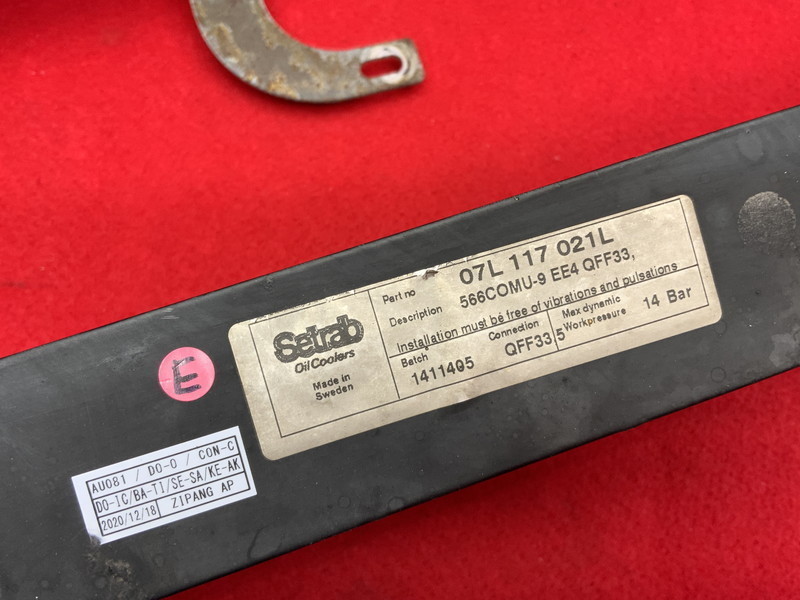 Setrab
Oil Coolers
Made in
Sweden
Part no 07L 117 021L
Description 566COMU-9 EE4 QFF33,
Installation must be free of vibrations and pulsations
Batch
1411405
Connection
QFF33,5
Max dynamic
Workpressure
14 Bar
E
AU081 / DO-O / CON-C
DO-IC/BA-TI/SE-SA/KE-AK
2020/12/18 ZIPANG AP